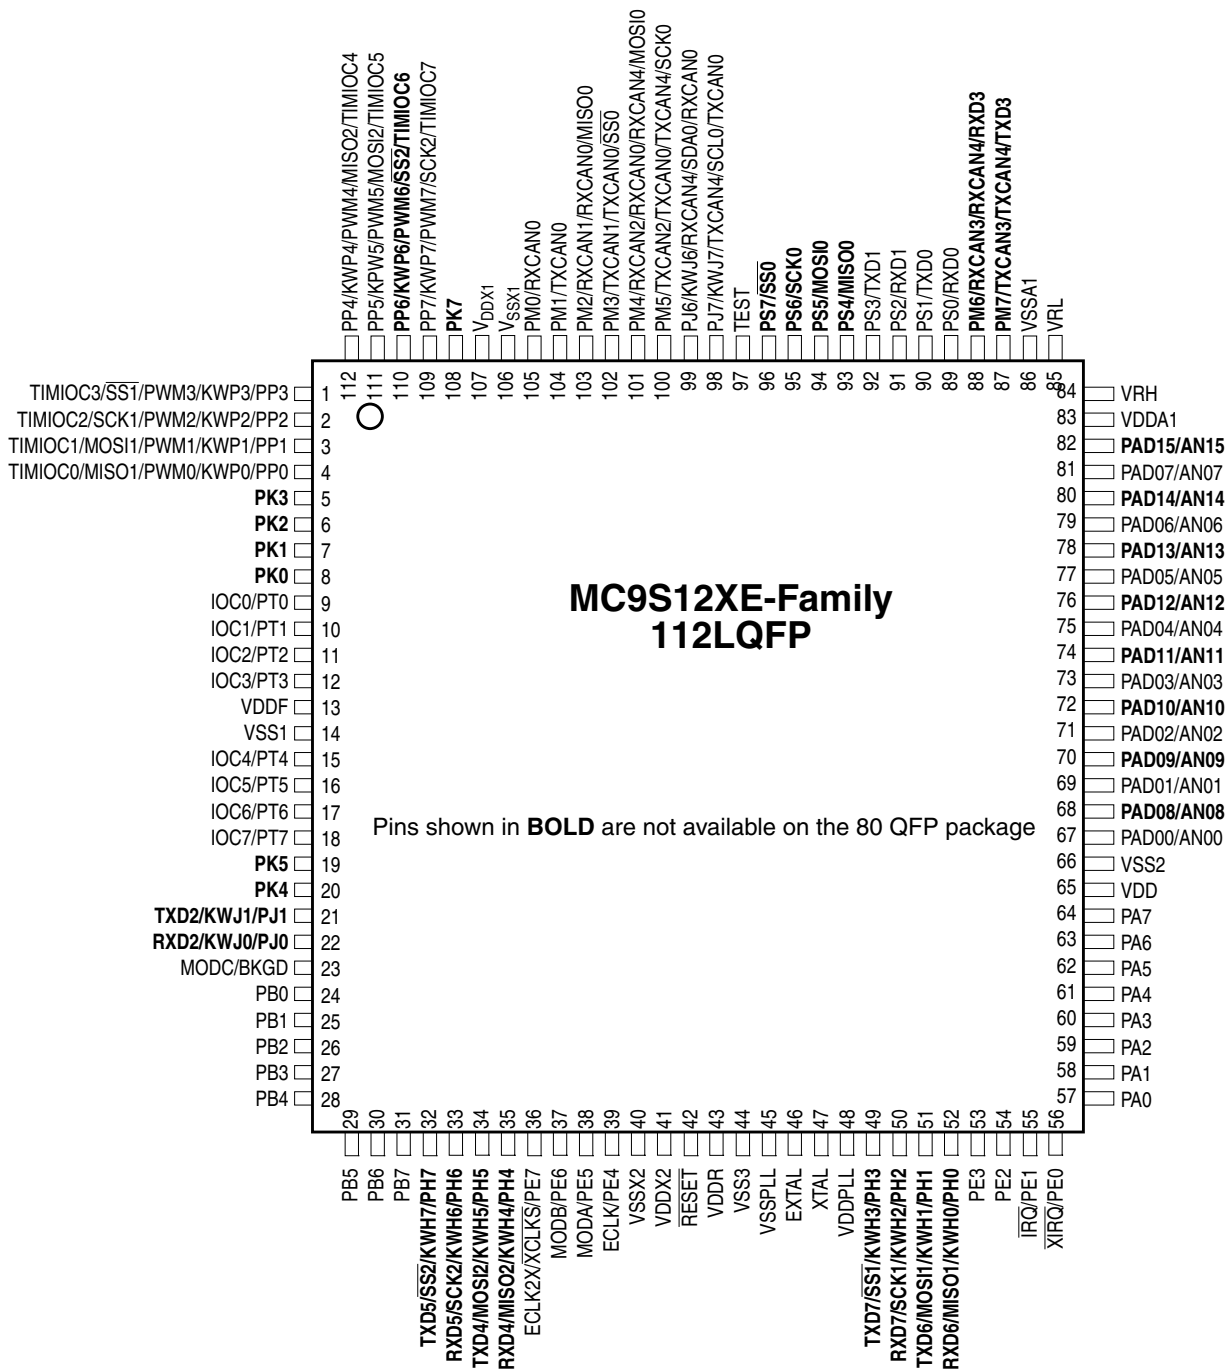 PP4/KWP4/PWM4/MISO2/TIMIOC4
PP5/KPW5/PWM5/MOSI2/TIMIOC5
PP6/KWP6/PWM6/SS2/TIMIOC6
PP7/KWP7/PWM7/SCK2/TIMIOC7
PK7
VDDX1
VSSX1
PM0/RXCAN0
PM1/TXCAN0
PM2/RXCAN1/RXCAN0/MISO0
PM3/TXCAN1/TXCAN0/SS0
PM4/RXCAN2/RXCAN0/RXCAN4/MOSI0
PM5/TXCAN2/TXCAN0/TXCAN4/SCK0
PJ6/KWJ6/RXCAN4/SDA0/RXCAN0
PJ7/KWJ7/TXCAN4/SCL0/TXCAN0
TEST
PS7/SS0
PS6/SCK0
PS5/MOSI0
PS4/MISO0
PS3/TXD1
PS2/RXD1
PS1/TXD0
PS0/RXD0
PM6/RXCAN3/RXCAN4/RXD3
PM7/TXCAN3/TXCAN4/TXD3
VSSA1
VRL
112
111
110
109
108
107
106
105
104
103
102
101
100
99
98
97
96
95
94
93
92
91
90
89
88
87
86
85
TIMIOC3/SS1/PWM3/KWP3/PP3 1
TIMIOC2/SCK1/PWM2/KWP2/PP2 2
TIMIOC1/MOSI1/PWM1/KWP1/PP1 3
TIMIOC0/MISO1/PWM0/KWP0/PP0 4
PK3 5
PK2 6
PK1 7
PK0 8
IOC0/PT0 9
IOC1/PT1 10
IOC2/PT2 11
IOC3/PT3 12
VDDF 13
VSS1 14
IOC4/PT4 15
IOC5/PT5 16
IOC6/PT6 17
IOC7/PT7 18
PK5 19
PK4 20
TXD2/KWJ1/PJ1 21
RXD2/KWJ0/PJ0 22
MODC/BKGD 23
PB0 24
PB1 25
PB2 26
PB3 27
PB4 28
MC9S12XE-Family
112LQFP
Pins shown in BOLD are not available on the 80 QFP package
84 VRH
83 VDDA1
82 PAD15/AN15
81 PAD07/AN07
80 PAD14/AN14
79 PAD06/AN06
78 PAD13/AN13
77 PAD05/AN05
76 PAD12/AN12
75 PAD04/AN04
74 PAD11/AN11
73 PAD03/AN03
72 PAD10/AN10
71 PAD02/AN02
70 PAD09/AN09
69 PAD01/AN01
68 PAD08/AN08
67 PAD00/AN00
66 VSS2
65 VDD
64 PA7
63 PA6
62 PA5
61 PA4
60 PA3
59 PA2
58 PA1
57 PA0
29
30
31
32
33
34
35
36
37
38
39
40
41
42
43
44
45
46
47
48
49
50
51
52
53
54
55
56
PB5
PB6
PB7
TXD5/SS2/KWH7/PH7
RXD5/SCK2/KWH6/PH6
TXD4/MOSI2/KWH5/PH5
RXD4/MISO2/KWH4/PH4
ECLK2X/XCLKS/PE7
MODB/PE6
MODA/PE5
ECLK/PE4
VSSX2
VDDX2
RESET
VDDR
VSS3
VSSPLL
EXTAL
XTAL
VDDPLL
TXD7/SS1/KWH3/PH3
RXD7/SCK1/KWH2/PH2
TXD6/MOSI1/KWH1/PH1
RXD6/MISO1/KWH0/PH0
PE3
PE2
IRQ/PE1
XIRQ/PE0